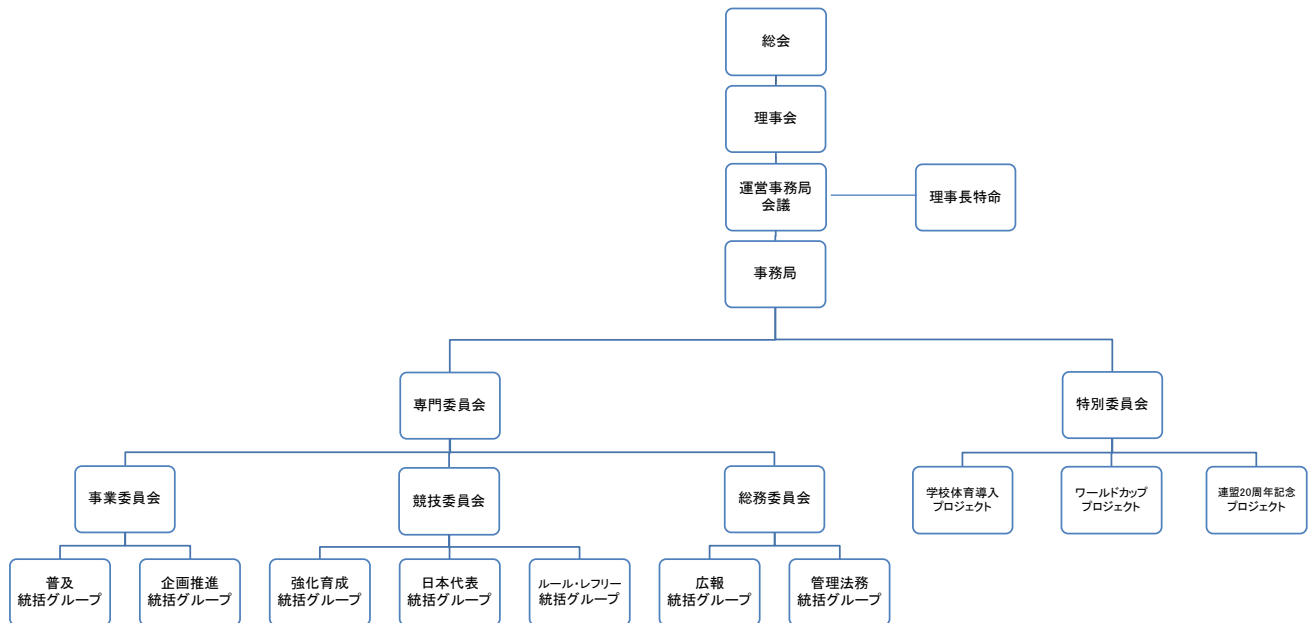 総会
理事会
運営事務局
会議
理事長特命
事務局
専門委員会
特別委員会
事業委員会
競技委員会
総務委員会
学校体育導入
プロジェクト
ワールドカップ
プロジェクト
連盟20周年記念
プロジェクト
普及
統括グループ
企画推進
統括グループ
強化育成
統括グループ
日本代表
統括グループ
ルール・レフリー
統括グループ
広報
統括グループ
管理法務
統括グループ